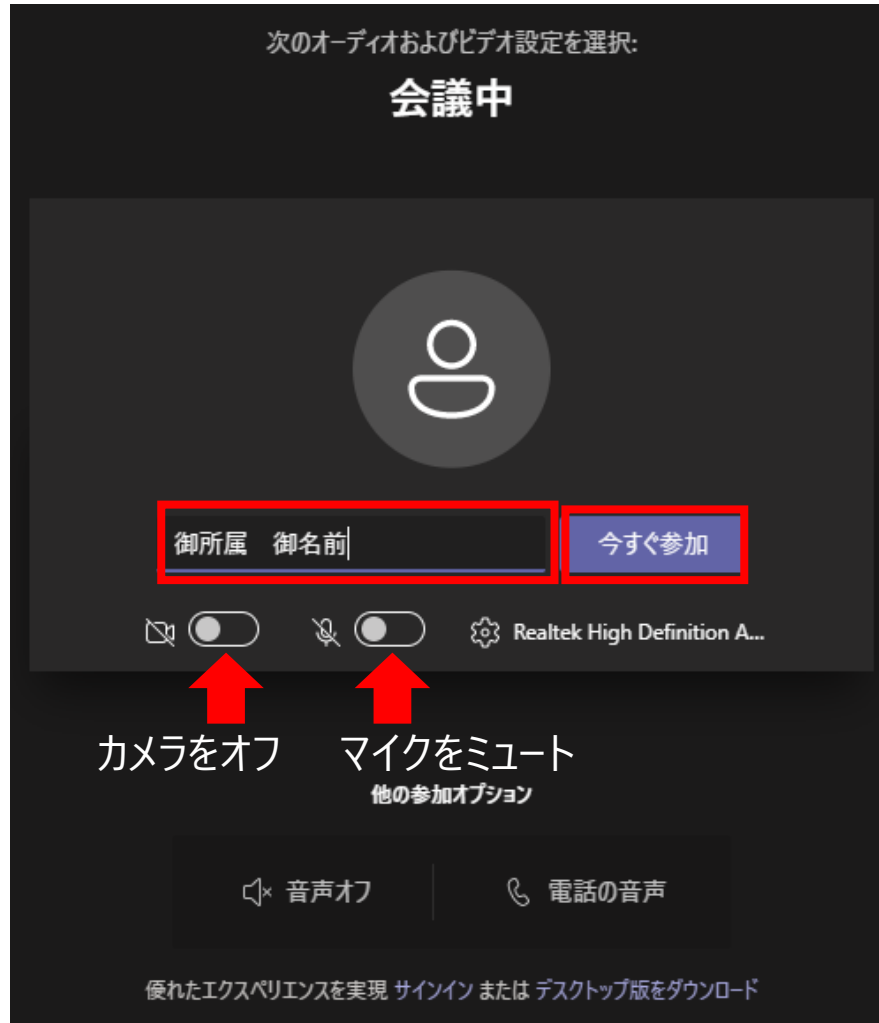 次のオーディオおよびビデオ設定を選択:
会議中
御所属　御名前
今すぐ参加
Realtek High Definition A...
カメラをオフ
マイクをミュート
他の参加オプション
音声オフ
電話の音声
優れたエクスペリエンスを実現 サインイン または デスクトップ版をダウンロード